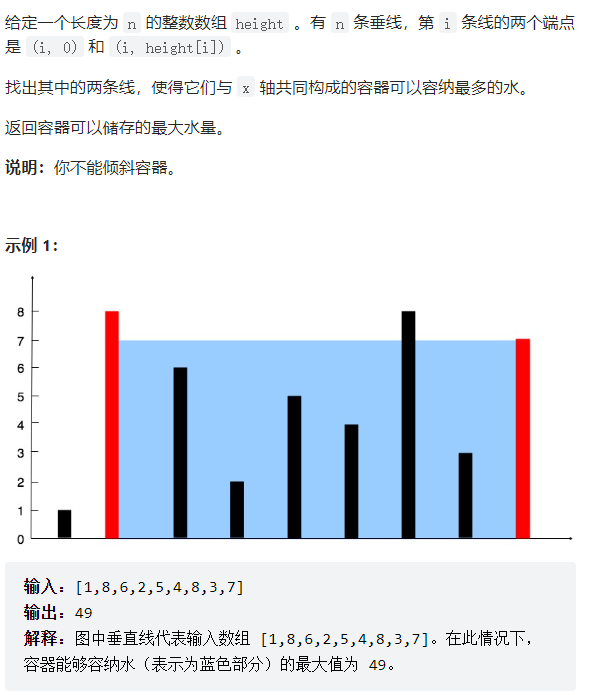 给定一个长度为 n 的整数数组 height 。有 n 条垂线，第 i 条线的两个端点
是 (i, 0) 和 (i, height[i]) 。
找出其中的两条线，使得它们与 x 轴共同构成的容器可以容纳最多的水。
返回容器可以储存的最大水量。
说明：你不能倾斜容器。
示例 1：
8
7
6
5
4
3
2
1
0
输入：[1,8,6,2,5,4,8,3,7]
输出：49
解释：图中垂直线代表输入数组 [1,8,6,2,5,4,8,3,7]。在此情况下，
容器能够容纳水（表示为蓝色部分）的最大值为 49。